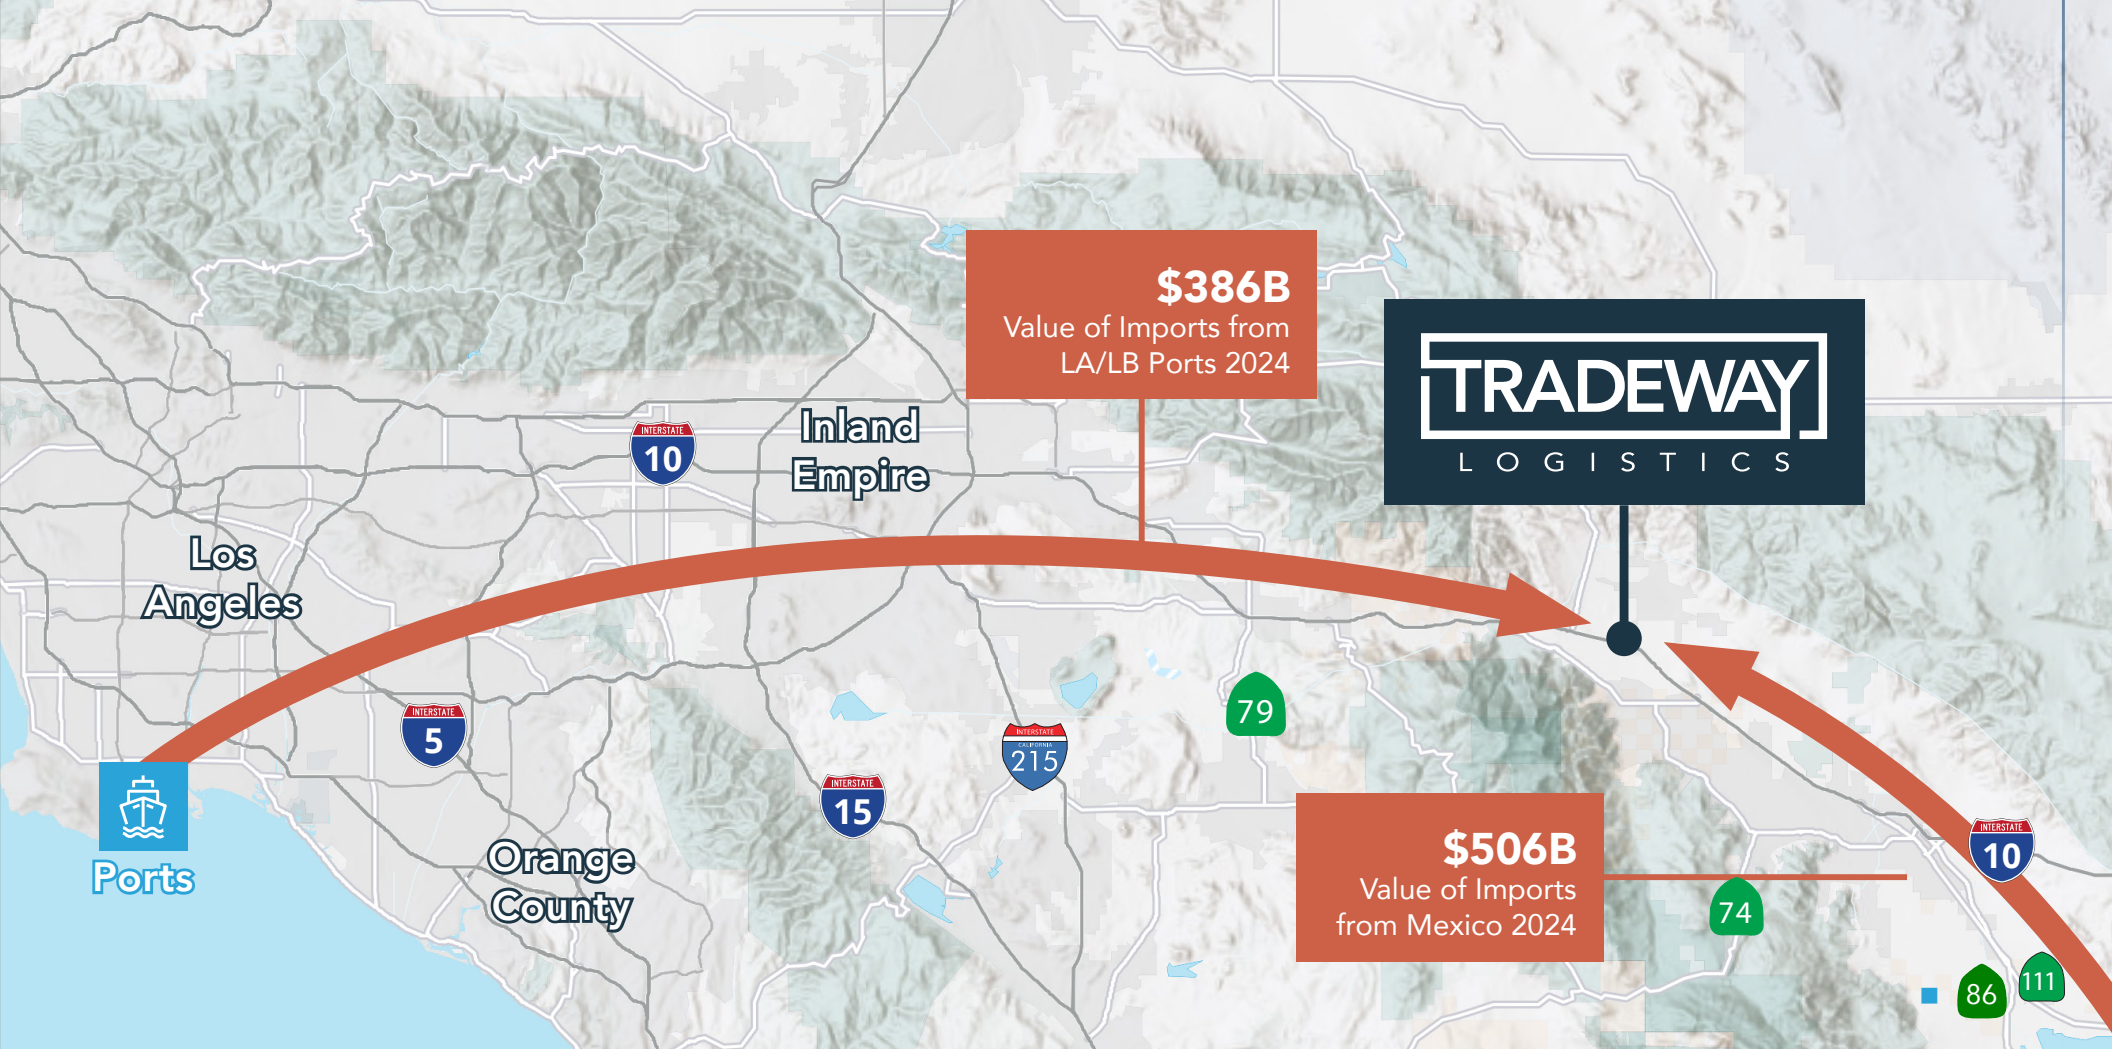 $386B
Value of Imports from
LA/LB Ports 2024
TRADEWAY
LOGISTICS
Inland
Empire
INTERSTATE
10
Los
Angeles
INTERSTATE
5
79
INTERSTATE
CALIFORNIA
215
INTERSTATE
15
Ports
Orange
County
$506B
Value of Imports
from Mexico 2024
INTERSTATE
10
74
86
111